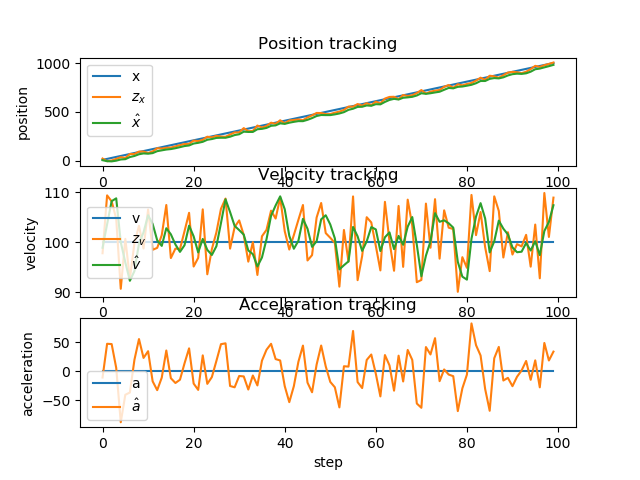 Position tracking
1000
500
0
position
x
z_x
x̂
0 20 40 60 80 100
Velocity tracking
110
100
90
velocity
v
z_v
v̂
0 20 40 60 80 100
Acceleration tracking
50
0
−50
acceleration
a
â
0 20 40 60 80 100
step